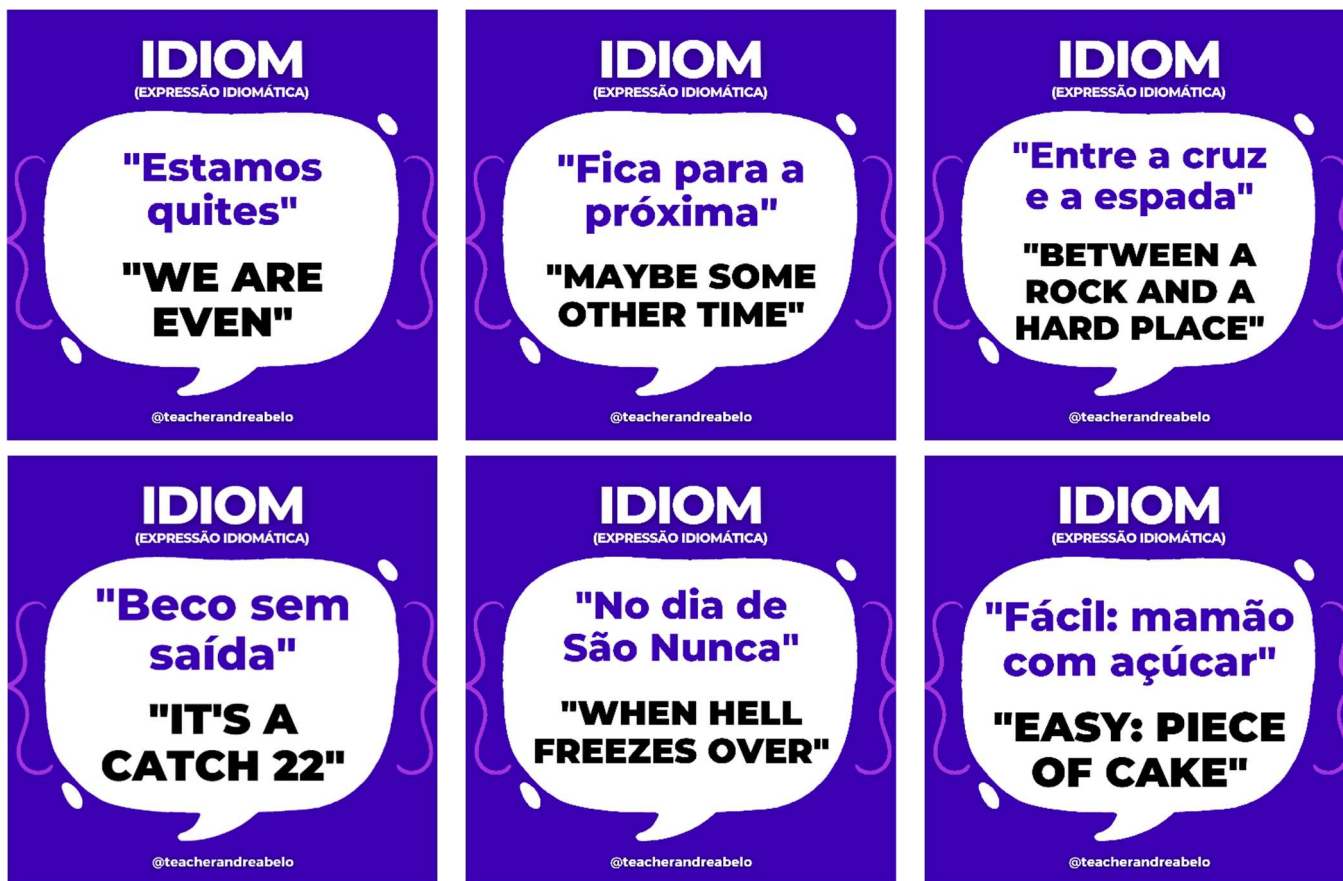 IDIOM
(EXPRESSÃO IDIOMÁTICA)
"Estamos
quites"
"WE ARE
EVEN"
@teacherandreabelo
IDIOM
(EXPRESSÃO IDIOMÁTICA)
"Fica para a
próxima"
"MAYBE SOME
OTHER TIME"
@teacherandreabelo
IDIOM
(EXPRESSÃO IDIOMÁTICA)
"Entre a cruz
e a espada"
"BETWEEN A
ROCK AND A
HARD PLACE"
@teacherandreabelo
IDIOM
(EXPRESSÃO IDIOMÁTICA)
"Beco sem
saída"
"IT'S A
CATCH 22"
@teacherandreabelo
IDIOM
(EXPRESSÃO IDIOMÁTICA)
"No dia de
São Nunca"
"WHEN HELL
FREEZES OVER"
@teacherandreabelo
IDIOM
(EXPRESSÃO IDIOMÁTICA)
"Fácil: mamão
com açúcar"
"EASY: PIECE
OF CAKE"
@teacherandreabelo